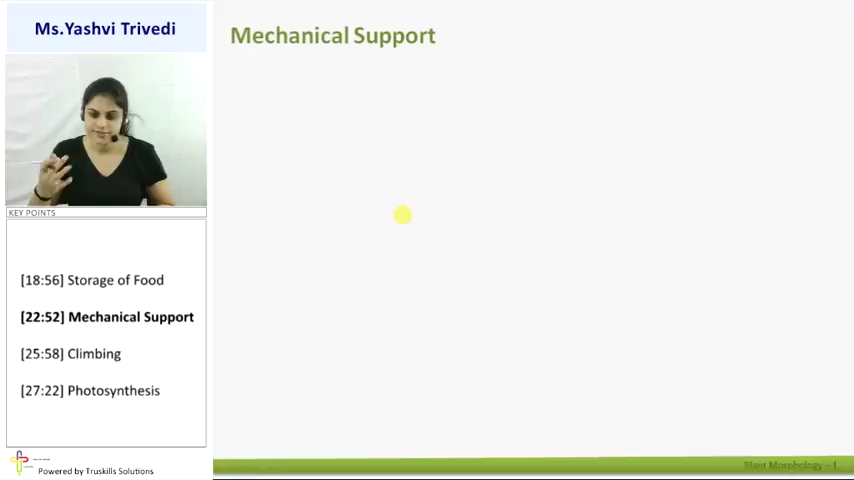 Ms.Yashvi Trivedi
Mechanical Support
KEY POINTS
[18:56] Storage of Food
[22:52] Mechanical Support
[25:58] Climbing
[27:22] Photosynthesis
Powered by Truskills Solutions
Plant Morphology – I